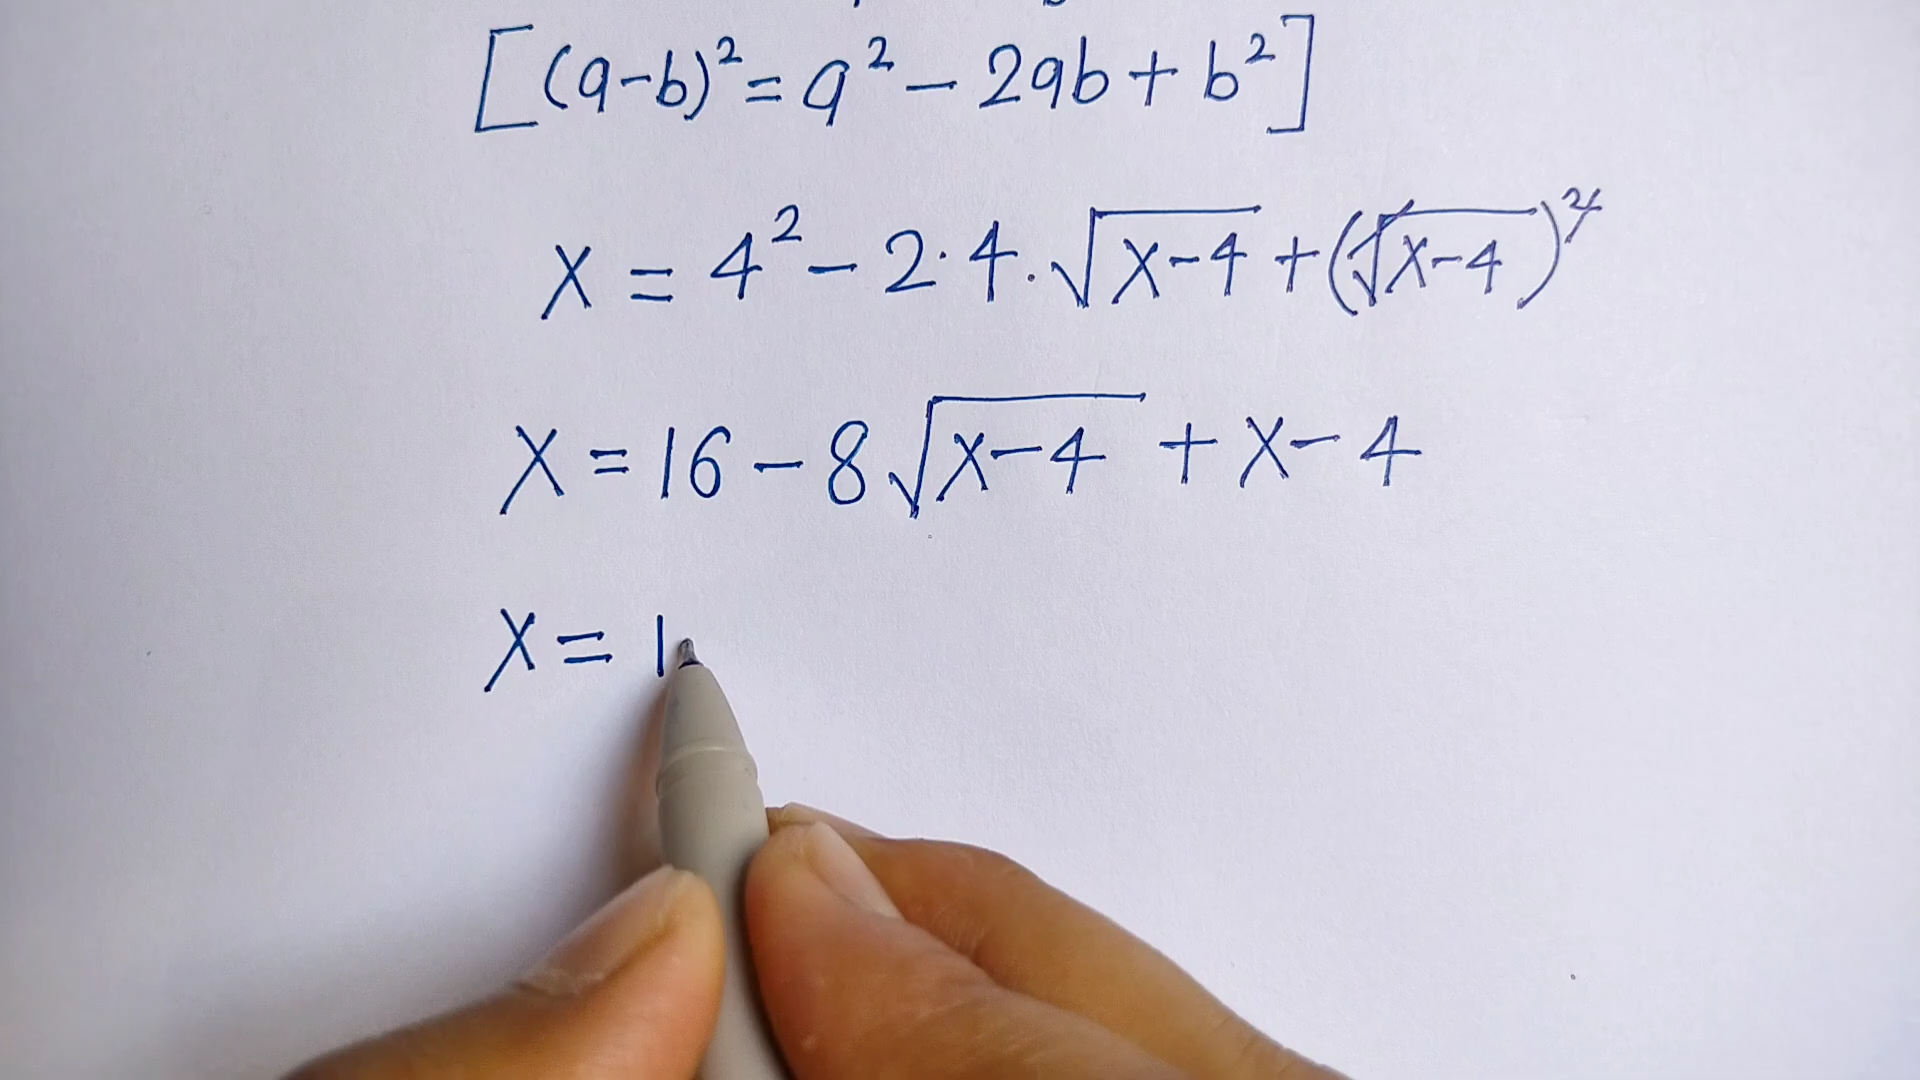 [(a-b)² = a² - 2ab + b²]
x = 4² - 2·4·√(x-4) + (√(x-4))²
x = 16 - 8√(x-4) + x - 4
x = 1